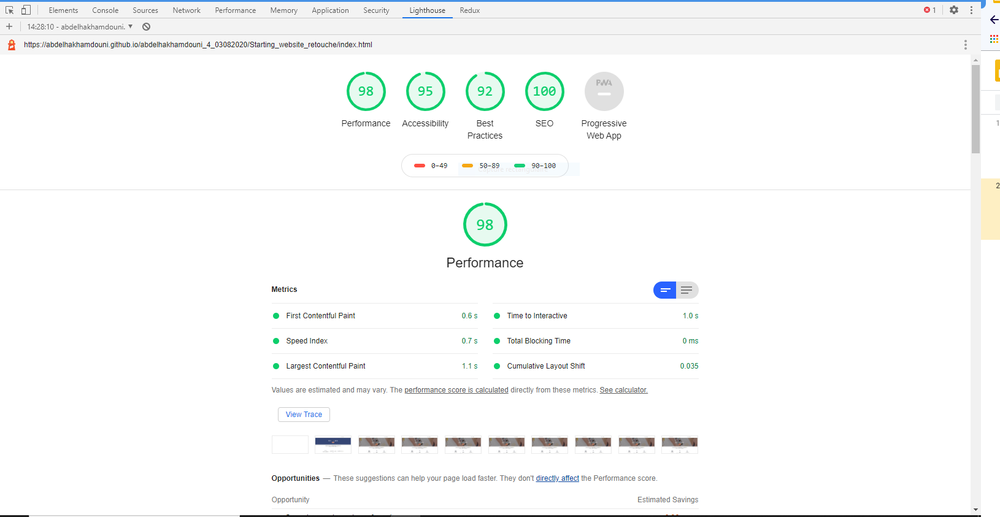 Elements Console Sources Network Performance Memory Application Security Lighthouse Redux 1
14:28:10 - abdelhakhamdouni.
https://abdelhakhamdouni.github.io/abdelhakhamdouni_4_03082020/Starting_website_retouche/index.html
98 95 92 100 PWA
Performance Accessibility Best Practices SEO Progressive Web App
0–49 50–89 90–100
98
Performance
Metrics
First Contentful Paint 0.6 s Time to Interactive 1.0 s
Speed Index 0.7 s Total Blocking Time 0 ms
Largest Contentful Paint 1.1 s Cumulative Layout Shift 0.035
Values are estimated and may vary. The performance score is calculated directly from these metrics. See calculator.
View Trace
Opportunities — These suggestions can help your page load faster. They don't directly affect the Performance score.
Opportunity Estimated Savings
1
2